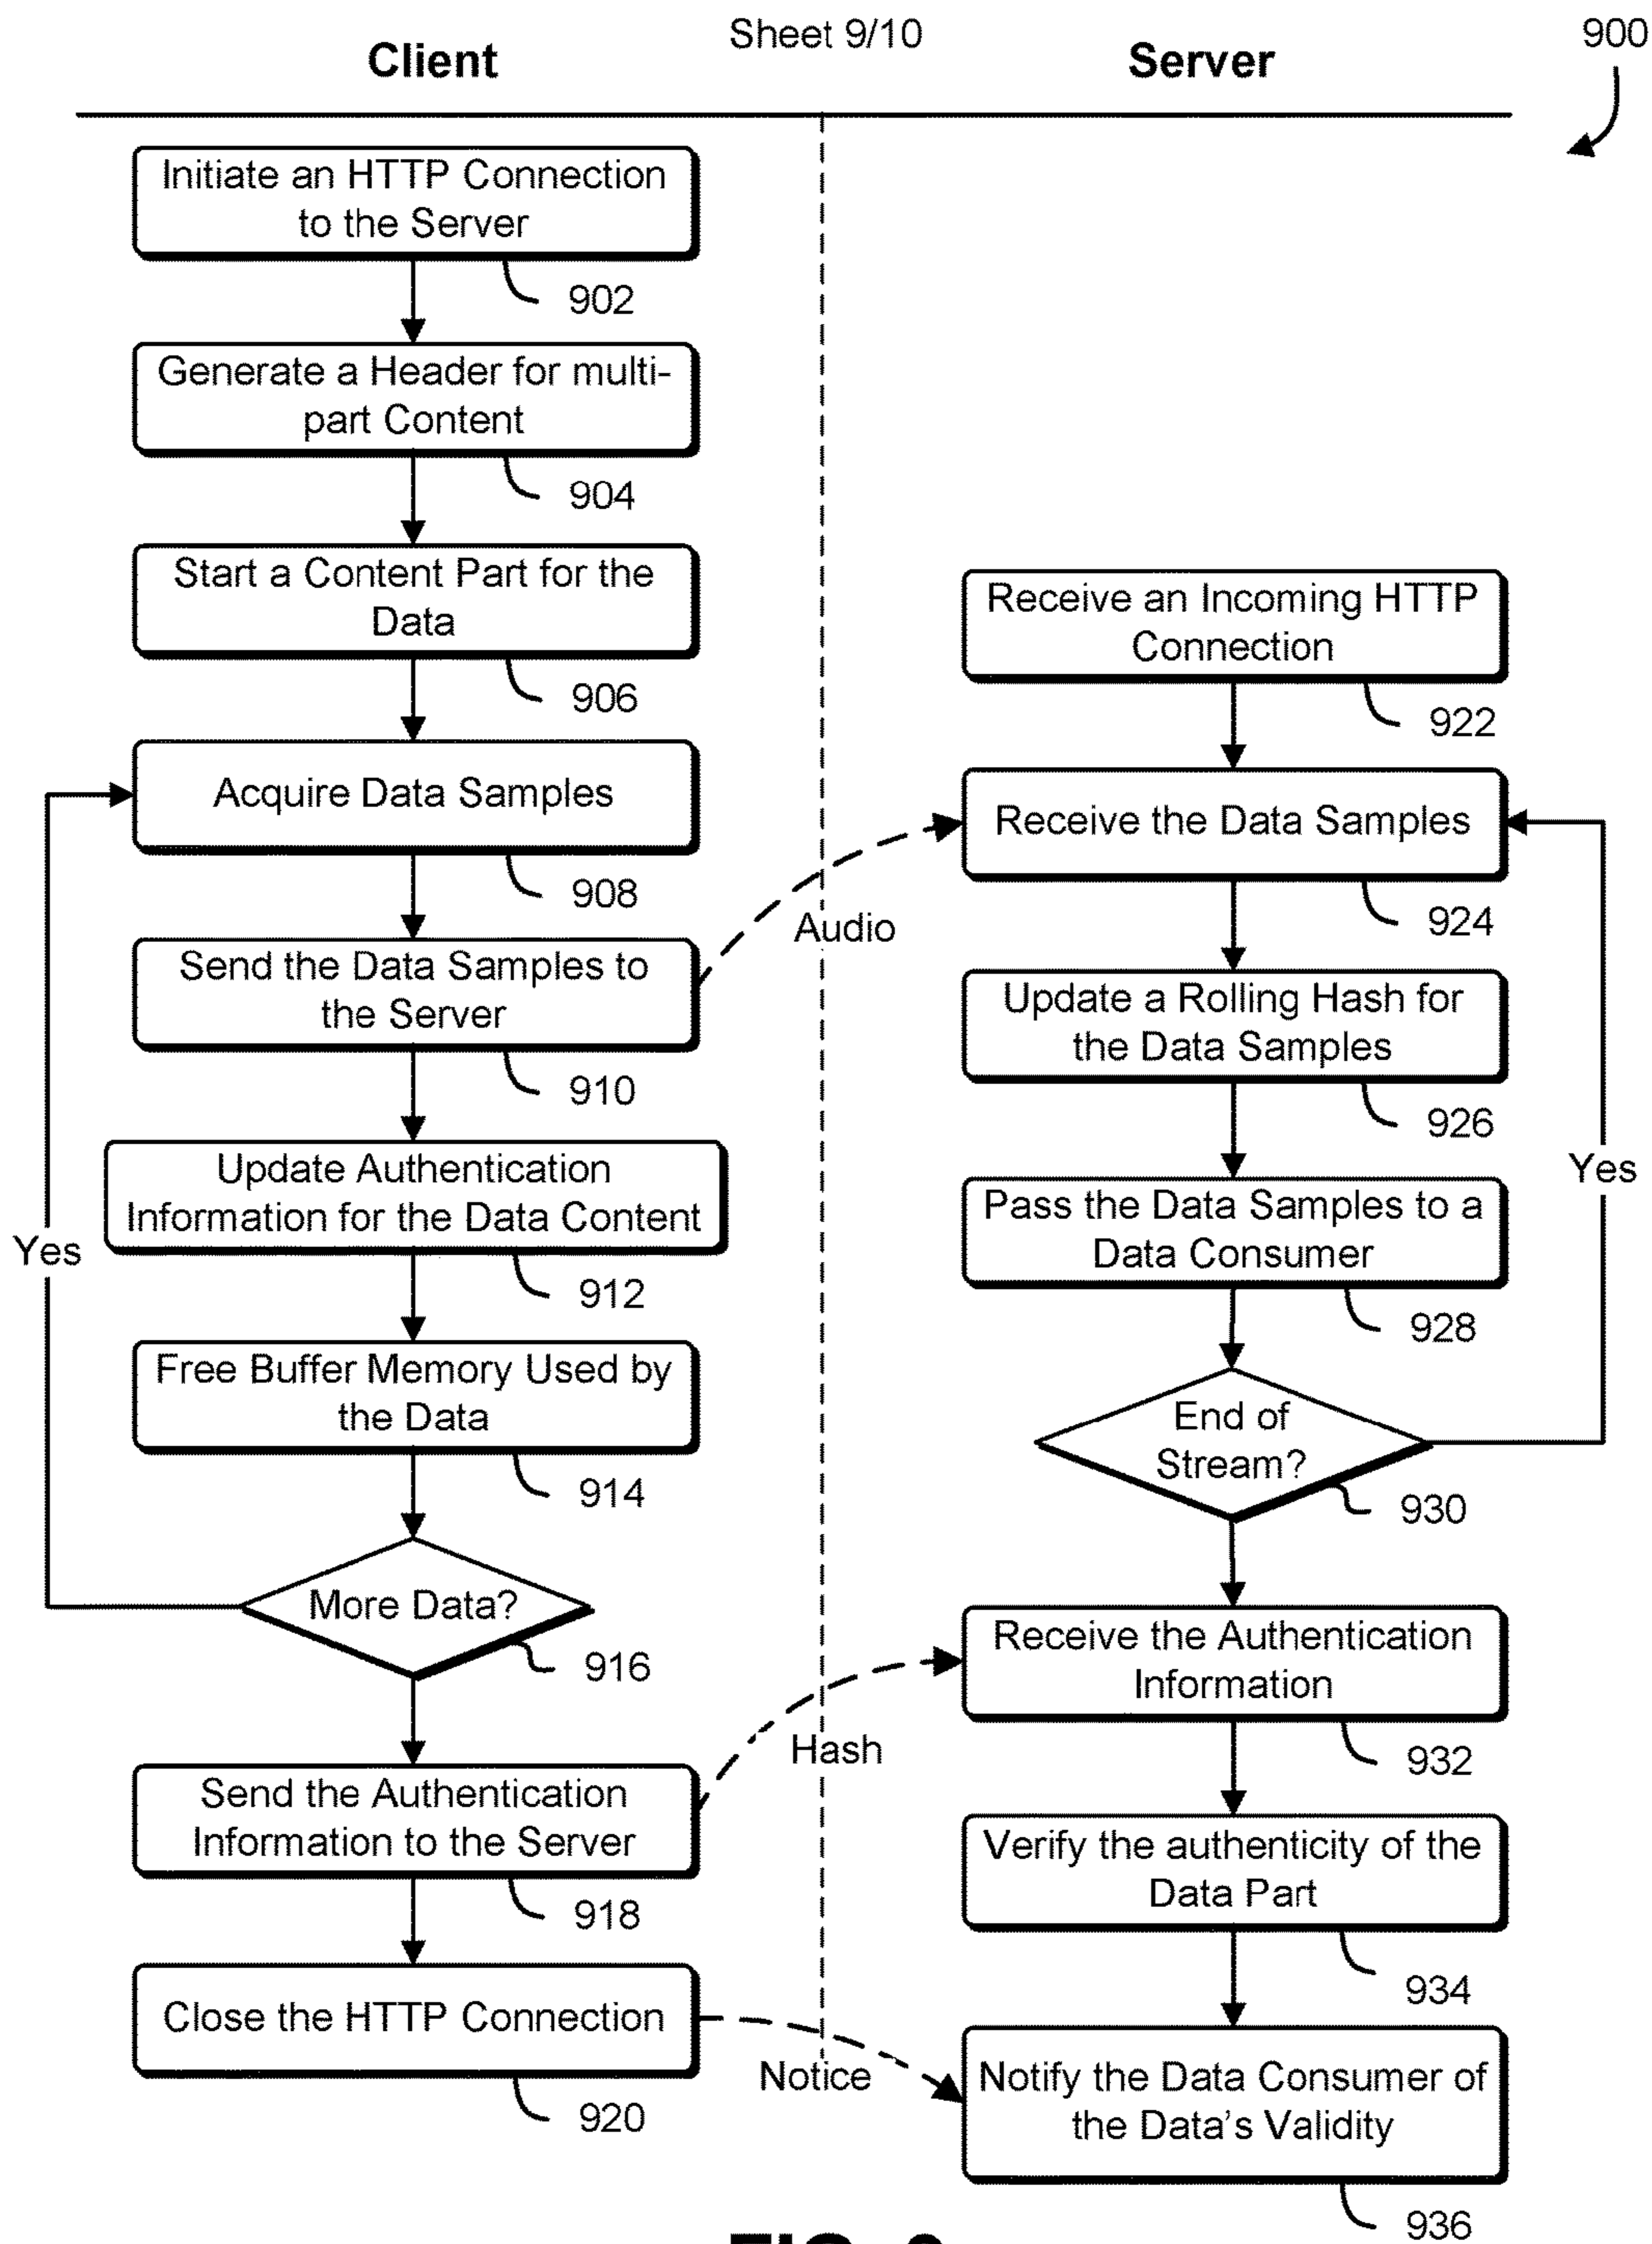 Sheet 9/10
900
Client
Server
Initiate an HTTP Connection
to the Server
902
Generate a Header for multi-
part Content
904
Start a Content Part for the
Data
906
Acquire Data Samples
908
Send the Data Samples to
the Server
910
Update Authentication
Information for the Data Content
912
Free Buffer Memory Used by
the Data
914
More Data?
916
Yes
Send the Authentication
Information to the Server
918
Close the HTTP Connection
920
Audio
Hash
Notice
Receive an Incoming HTTP
Connection
922
Receive the Data Samples
924
Update a Rolling Hash for
the Data Samples
926
Pass the Data Samples to a
Data Consumer
928
End of
Stream?
930
Yes
Receive the Authentication
Information
932
Verify the authenticity of the
Data Part
934
Notify the Data Consumer of
the Data's Validity
936